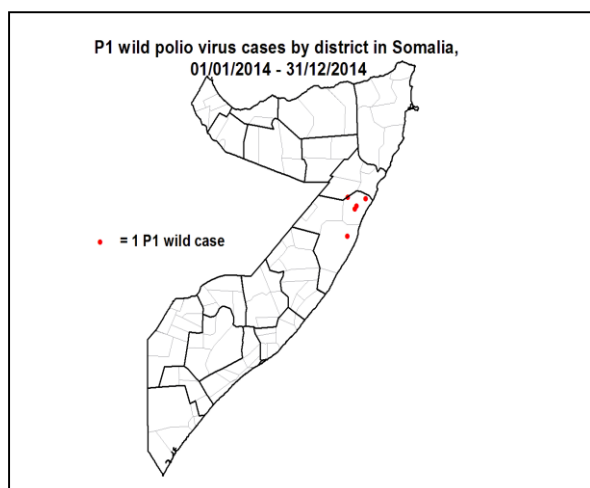 P1 wild polio virus cases by district in Somalia,
01/01/2014 - 31/12/2014
= 1 P1 wild case